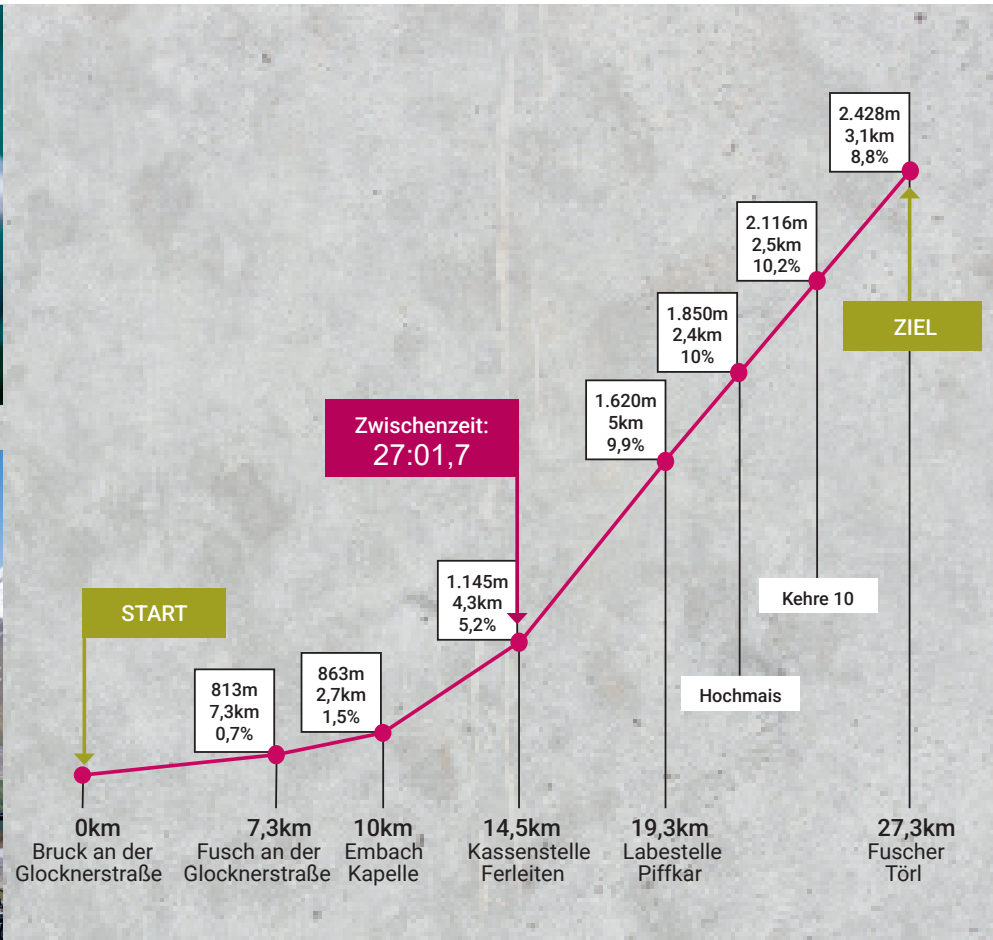 2.428m
3,1km
8,8%
2.116m
2,5km
10,2%
ZIEL
1.850m
2,4km
10%
1.620m
5km
9,9%
Zwischenzeit:
27:01,7
1.145m
4,3km
5,2%
Kehre 10
START
863m
2,7km
1,5%
813m
7,3km
0,7%
Hochmais
0km
Bruck an der
Glocknerstraße
7,3km
Fusch an der
Glocknerstraße
10km
Embach
Kapelle
14,5km
Kassenstelle
Ferleiten
19,3km
Labestelle
Piffkar
27,3km
Fuscher
Törl